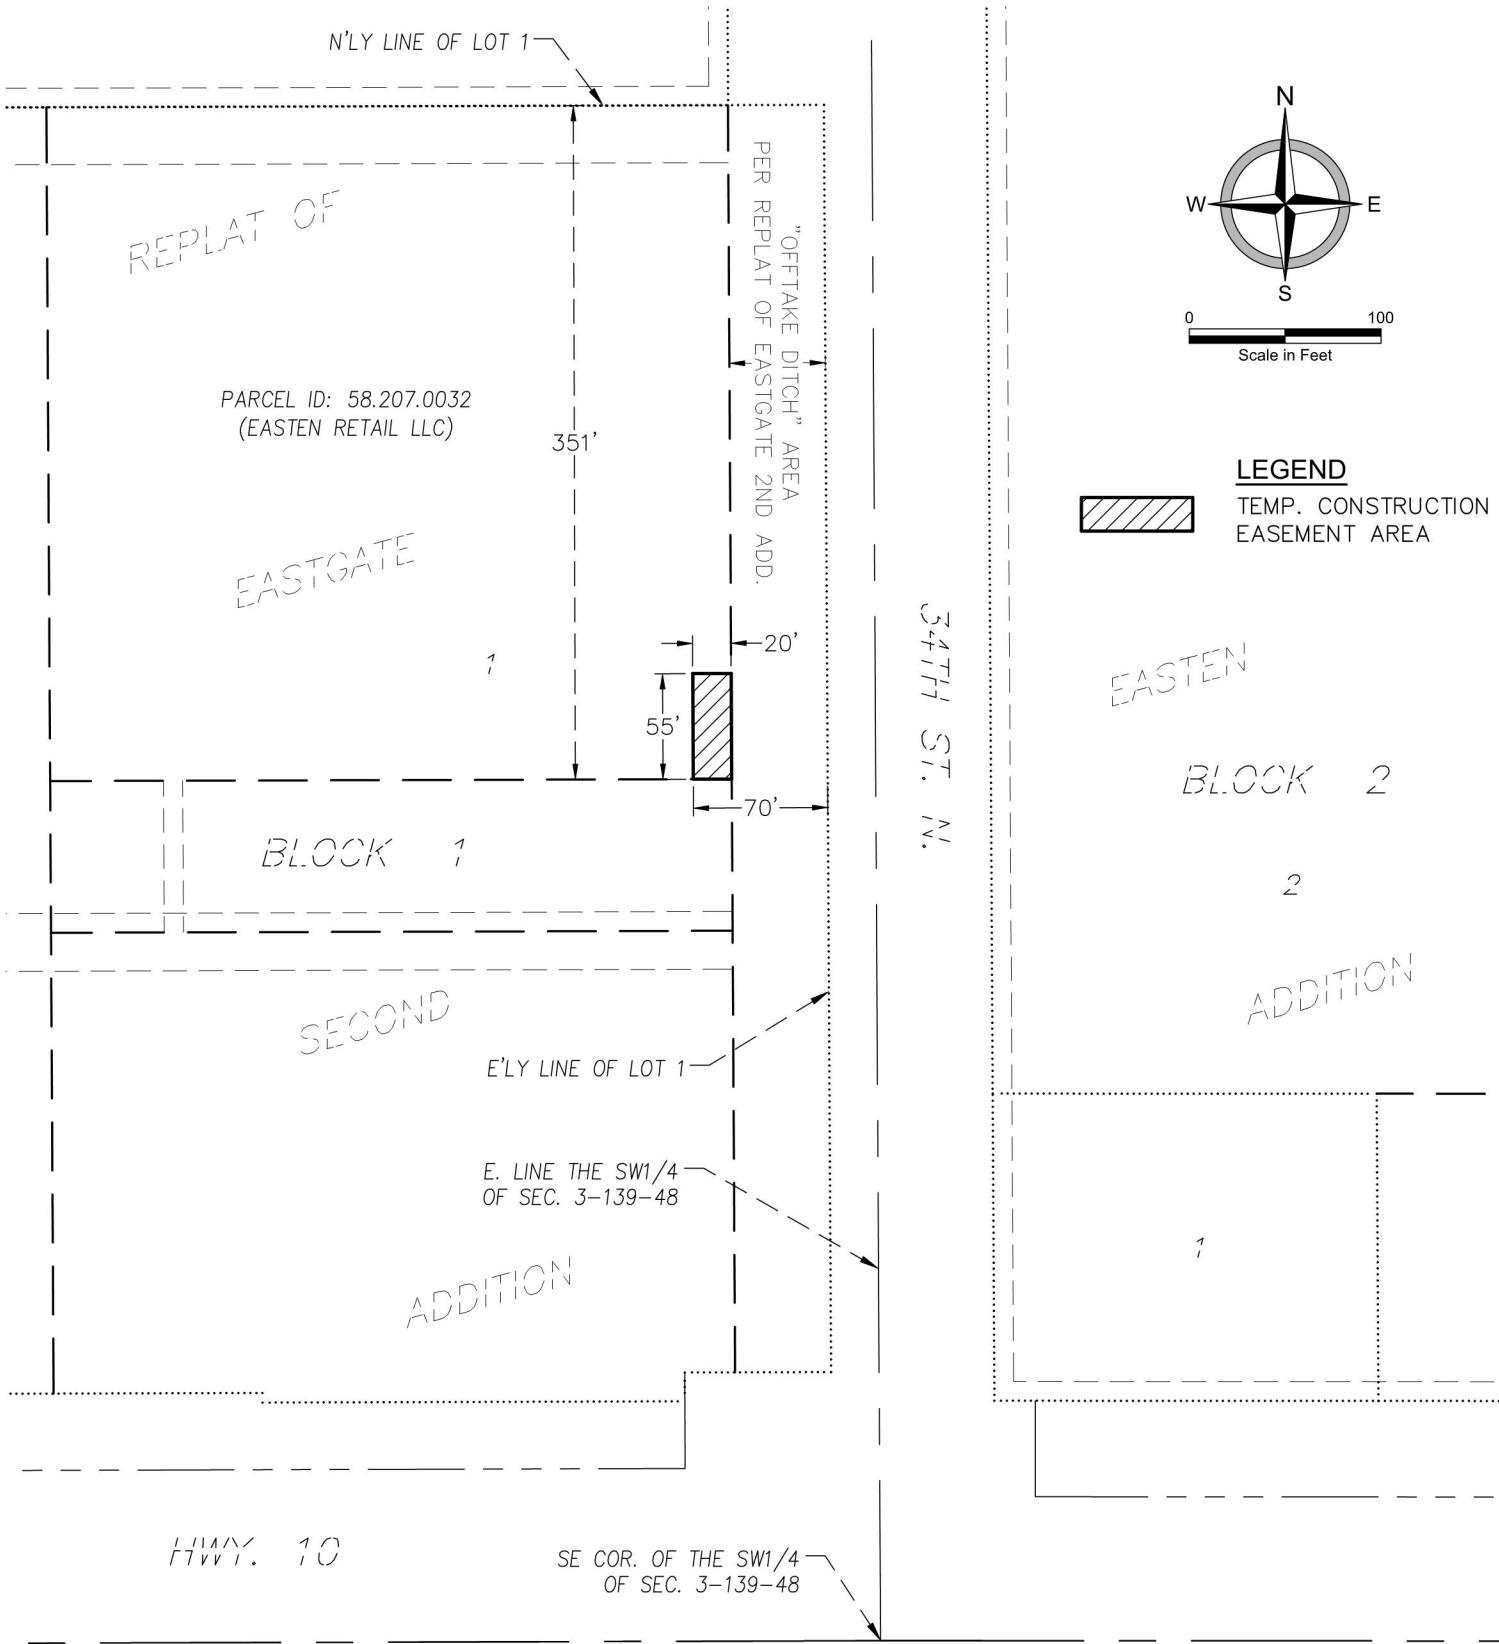 N'LY LINE OF LOT 1
N
W
E
S
0 100
Scale in Feet
REPLAT OF
"OFFTAKE DITCH" AREA
PER REPLAT OF EASTGATE 2ND ADD.
PARCEL ID: 58.207.0032
(EASTEN RETAIL LLC)
351'
LEGEND
TEMP. CONSTRUCTION
EASEMENT AREA
EASTGATE
1
20'
55'
70'
34TH ST. N.
EASTEN
BLOCK 2
2
ADDITION
BLOCK 1
SECOND
E'LY LINE OF LOT 1
E. LINE THE SW1/4
OF SEC. 3-139-48
1
ADDITION
HWY. 10
SE COR. OF THE SW1/4
OF SEC. 3-139-48